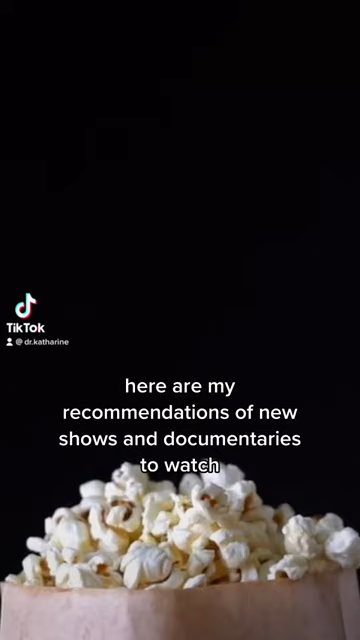 TikTok
@ dr.katharine
here are my
recommendations of new
shows and documentaries
to watch